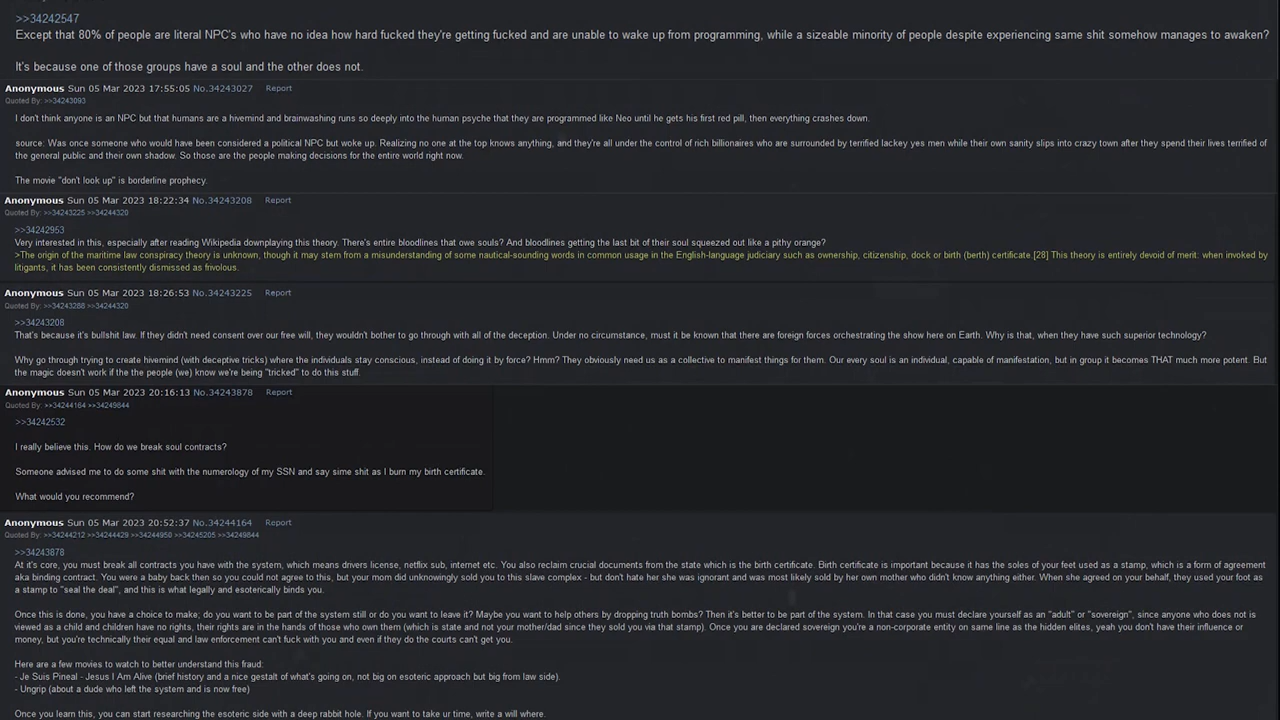 >>34242547
Except that 80% of people are literal NPC's who have no idea how hard fucked they're getting fucked and are unable to wake up from programming, while a sizeable minority of people despite experiencing same shit somehow manages to awaken?
It's because one of those groups have a soul and the other does not.
Anonymous Sun 05 Mar 2023 17:55:05 No.34243027 Report
Quoted By: >>34243093
I don't think anyone is an NPC but that humans are a hivemind and brainwashing runs so deeply into the human psyche that they are programmed like Neo until he gets his first red pill, then everything crashes down.
source: Was once someone who would have been considered a political NPC but woke up. Realizing no one at the top knows anything, and they're all under the control of rich billionaires who are surrounded by terrified lackey yes men while their own sanity slips into crazy town after they spend their lives terrified of
the general public and their own shadow. So those are the people making decisions for the entire world right now.
The movie "don't look up" is borderline prophecy.
Anonymous Sun 05 Mar 2023 18:22:34 No.34243208 Report
Quoted By: >>34243225 >>34244320
>>34242953
Very interested in this, especially after reading Wikipedia downplaying this theory. There's entire bloodlines that owe souls? And bloodlines getting the last bit of their soul squeezed out like a pithy orange?
>The origin of the maritime law conspiracy theory is unknown, though it may stem from a misunderstanding of some nautical-sounding words in common usage in the English-language judiciary such as ownership, citizenship, dock or birth (berth) certificate.[28] This theory is entirely devoid of merit: when invoked by
litigants, it has been consistently dismissed as frivolous.
Anonymous Sun 05 Mar 2023 18:26:53 No.34243225 Report
Quoted By: >>34243288 >>34244320
>>34243208
That's because it's bullshit law. If they didn't need consent over our free will, they wouldn't bother to go through with all of the deception. Under no circumstance, must it be known that there are foreign forces orchestrating the show here on Earth. Why is that, when they have such superior technology?
Why go through trying to create hivemind (with deceptive tricks) where the individuals stay conscious, instead of doing it by force? Hmm? They obviously need us as a collective to manifest things for them. Our every soul is an individual, capable of manifestation, but in group it becomes THAT much more potent. But
the magic doesn't work if the the people (we) know we're being "tricked" to do this stuff.
Anonymous Sun 05 Mar 2023 20:16:13 No.34243878 Report
Quoted By: >>34244164 >>34249844
>>34242532
I really believe this. How do we break soul contracts?
Someone advised me to do some shit with the numerology of my SSN and say sime shit as I burn my birth certificate.
What would you recommend?
Anonymous Sun 05 Mar 2023 20:52:37 No.34244164 Report
Quoted By: >>34244212 >>34244429 >>34244950 >>34245205 >>34249844
>>34243878
At it's core, you must break all contracts you have with the system, which means drivers license, netflix sub, internet etc. You also reclaim crucial documents from the state which is the birth certificate. Birth certificate is important because it has the soles of your feet used as a stamp, which is a form of agreement
aka binding contract. You were a baby back then so you could not agree to this, but your mom did unknowingly sold you to this slave complex - but don't hate her she was ignorant and was most likely sold by her own mother who didn't know anything either. When she agreed on your behalf, they used your foot as
a stamp to "seal the deal", and this is what legally and esoterically binds you.
Once this is done, you have a choice to make; do you want to be part of the system still or do you want to leave it? Maybe you want to help others by dropping truth bombs? Then it's better to be part of the system. In that case you must declare yourself as an "adult" or "sovereign", since anyone who does not is
viewed as a child and children have no rights, their rights are in the hands of those who own them (which is state and not your mother/dad since they sold you via that stamp). Once you are declared sovereign you're a non-corporate entity on same line as the hidden elites, yeah you don't have their influence or
money, but you're technically their equal and law enforcement can't fuck with you and even if they do the courts can't get you.
Here are a few movies to watch to better understand this fraud:
- Je Suis Pineal - Jesus I Am Alive (brief history and a nice gestalt of what's going on, not big on esoteric approach but big from law side).
- Ungrip (about a dude who left the system and is now free)
Once you learn this, you can start researching the esoteric side with a deep rabbit hole. If you want to take ur time, write a will where.